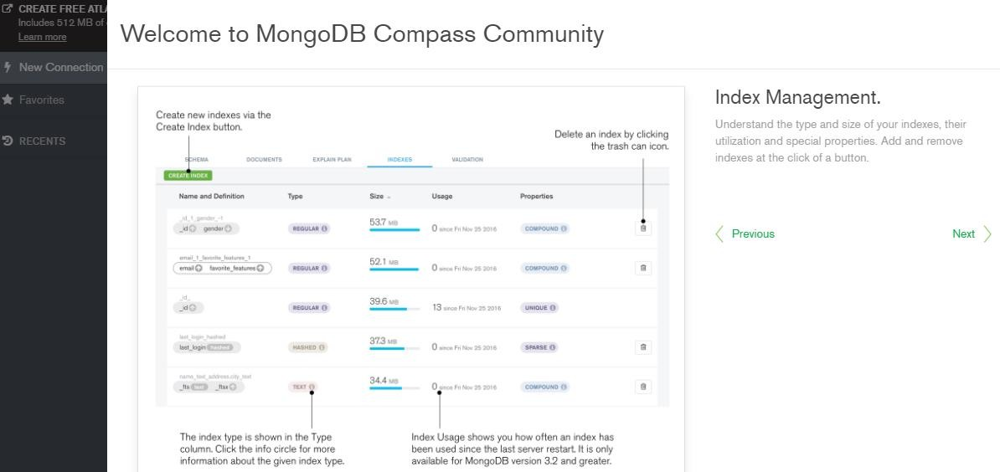 CREATE FREE ATLA
Includes 512 MB of
Learn more
New Connection
Favorites
RECENTS
Welcome to MongoDB Compass Community
Create new indexes via the
Create Index button.
Delete an index by clicking
the trash can icon.
SCHEMA DOCUMENTS EXPLAIN PLAN INDEXES VALIDATION
CREATE INDEX
Name and Definition Type Size Usage Properties
_id_1_gender_-1
_id gender REGULAR 53.7 MB 0 since Fri Nov 25 2016 COMPOUND
email_1_favorite_features_1
email favorite_features REGULAR 52.1 MB 0 since Fri Nov 25 2016 COMPOUND
_id_
_id REGULAR 39.6 MB 13 since Fri Nov 25 2016 UNIQUE
last_login_hashed
last_login hashed HASHED 37.3 MB 0 since Fri Nov 25 2016 SPARSE
name_text_address.city_text
_fts text _ftsx TEXT 34.4 MB 0 since Fri Nov 25 2016 COMPOUND
The index type is shown in the Type
column. Click the info circle for more
information about the given index type.
Index Usage shows you how often an index has
been used since the last server restart. It is only
available for MongoDB version 3.2 and greater.
Index Management.
Understand the type and size of your indexes, their
utilization and special properties. Add and remove
indexes at the click of a button.
Previous Next